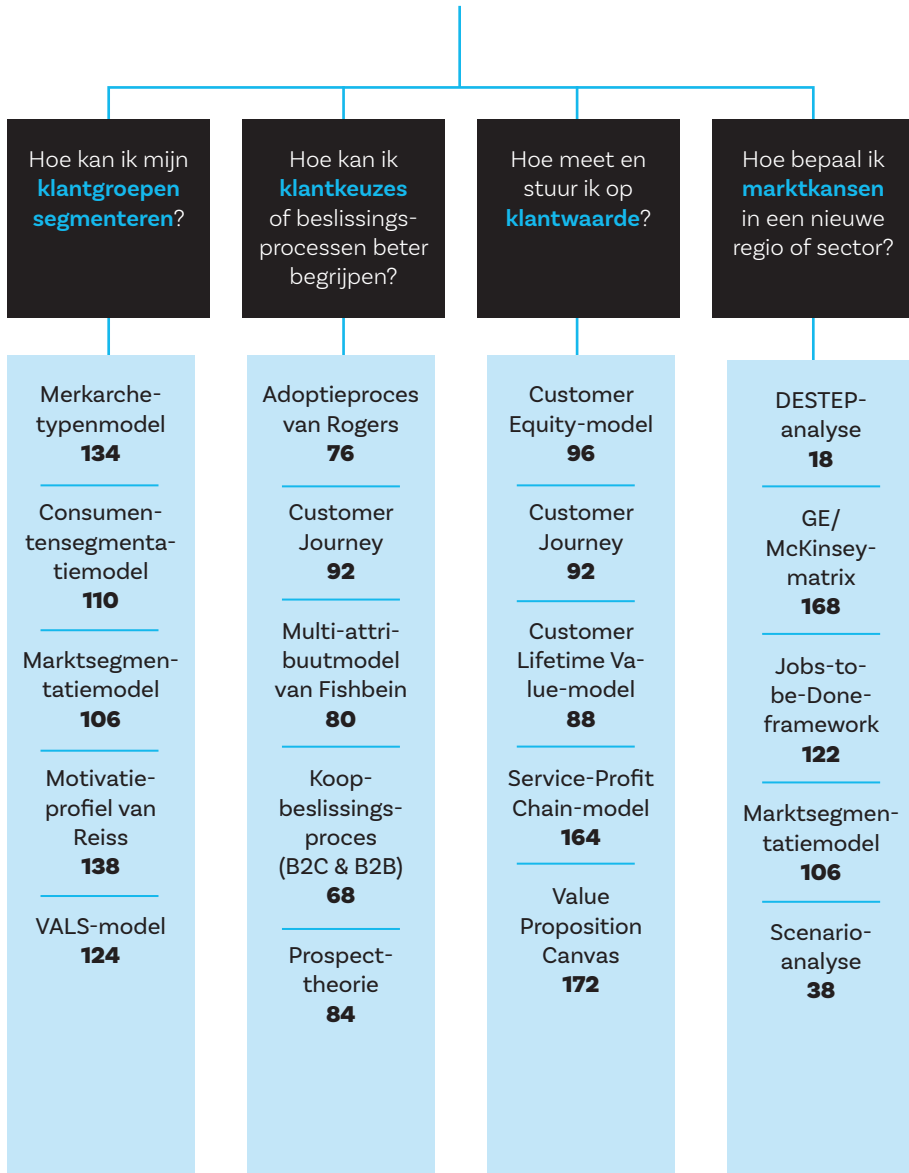 Hoe kan ik mijn
klantgroepen
segmenteren?
Hoe kan ik
klantkeuzes
of beslissings-
processen beter
begrijpen?
Hoe meet en
stuur ik op
klantwaarde?
Hoe bepaal ik
marktkansen
in een nieuwe
regio of sector?
Merkarche-
typenmodel
134
Consumen-
tensegmenta-
tiemodel
110
Marktsegmen-
tatiemodel
106
Motivatie-
profiel van
Reiss
138
VALS-model
124
Adoptieproces
van Rogers
76
Customer
Journey
92
Multi-attri-
buutmodel
van Fishbein
80
Koop-
beslissings-
proces
(B2C & B2B)
68
Prospect-
theorie
84
Customer
Equity-model
96
Customer
Journey
92
Customer
Lifetime Va-
lue-model
88
Service-Profit
Chain-model
164
Value
Proposition
Canvas
172
DESTEP-
analyse
18
GE/
McKinsey-
matrix
168
Jobs-to-
be-Done-
framework
122
Marktsegmen-
tatiemodel
106
Scenario-
analyse
38